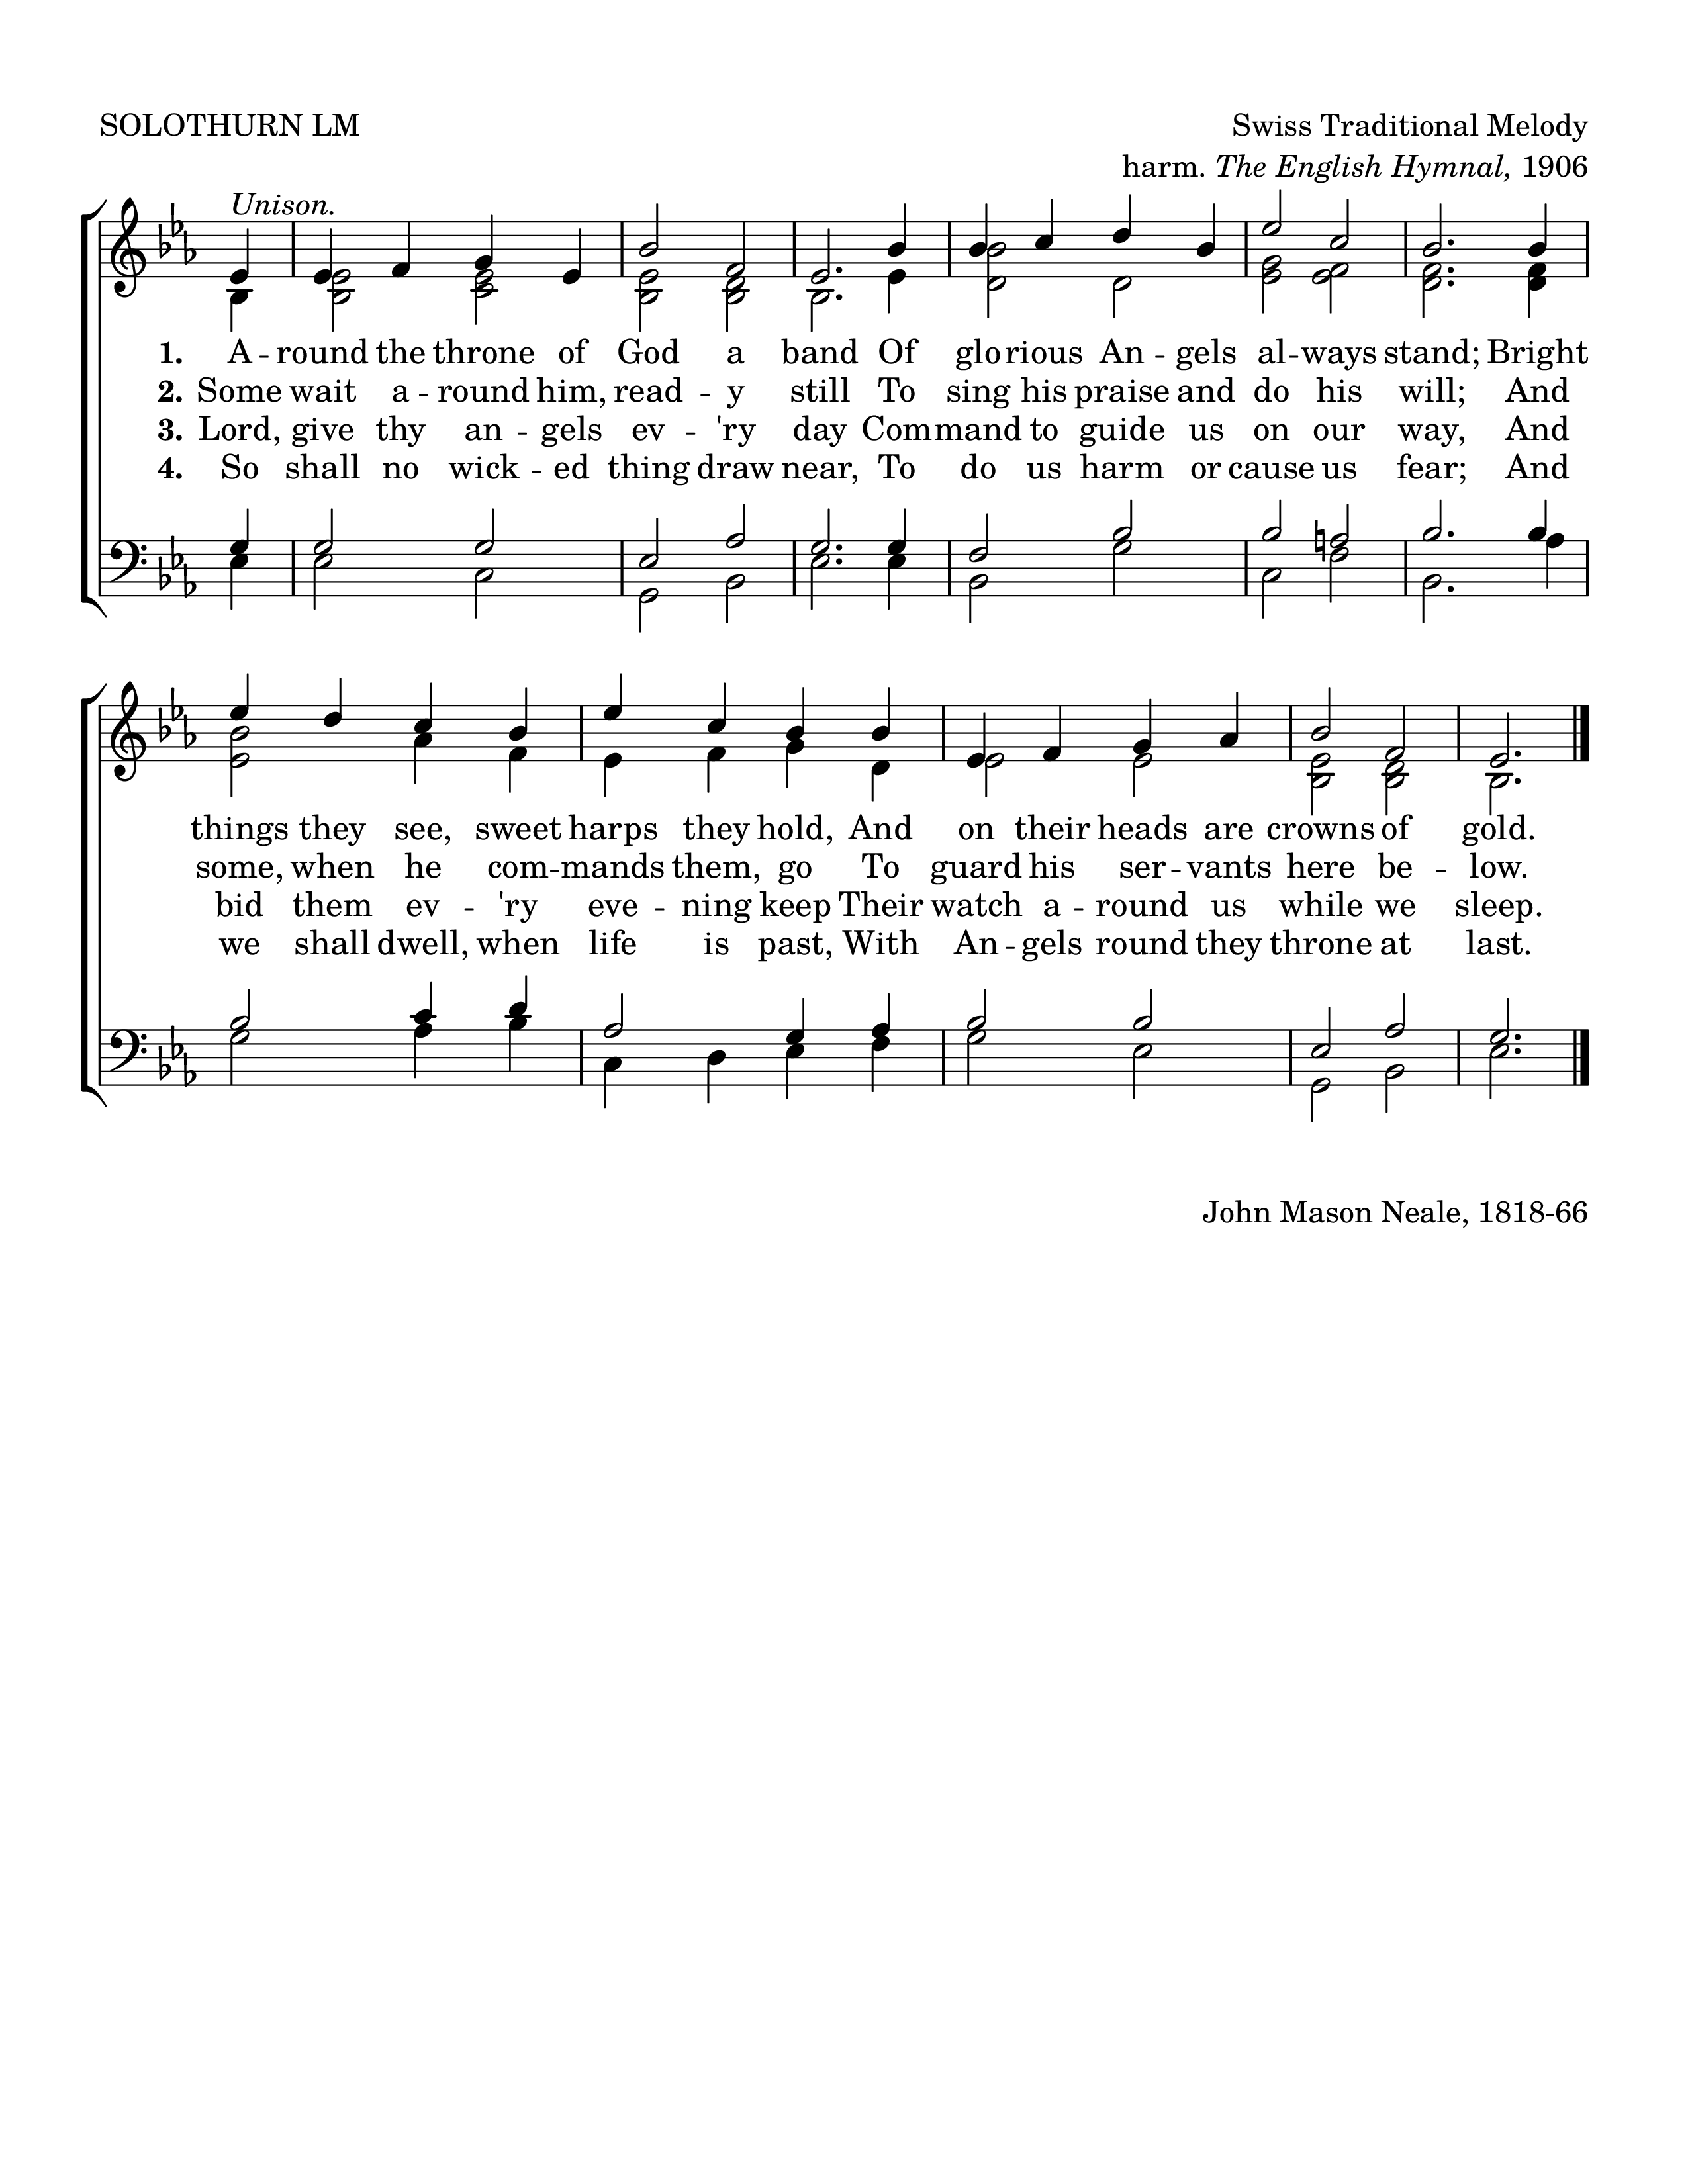 SOLOTHURN LM
Swiss Traditional Melody
harm. The English Hymnal, 1906
Unison.
1. A -- round the throne of God a band Of glo -- rious An -- gels al -- ways stand; Bright
2. Some wait a -- round him, read -- y still To sing his praise and do his will; And
3. Lord, give thy an -- gels ev -- 'ry day Command to guide us on our way, And
4. So shall no wick -- ed thing draw near, To do us harm or cause us fear; And
things they see, sweet harps they hold, And on their heads are crowns of gold.
some, when he com -- mands them, go To guard his ser -- vants here be -- low.
bid them ev -- 'ry eve -- ning keep Their watch a -- round us while we sleep.
we shall dwell, when life is past, With An -- gels round they throne at last.
John Mason Neale, 1818-66